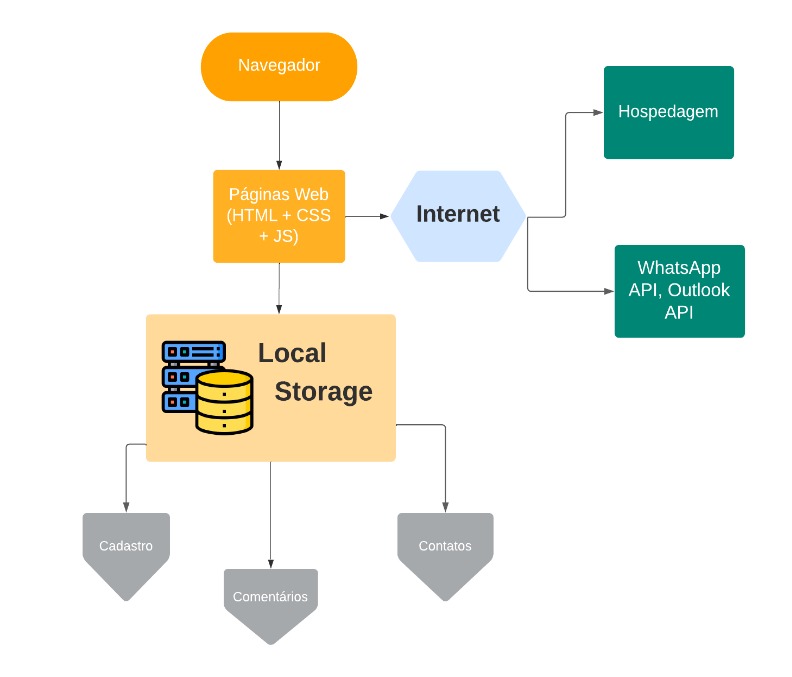 Navegador
Hospedagem
Páginas Web
(HTML + CSS
+ JS)
Internet
WhatsApp
API, Outlook
API
Local
Storage
Cadastro
Comentários
Contatos